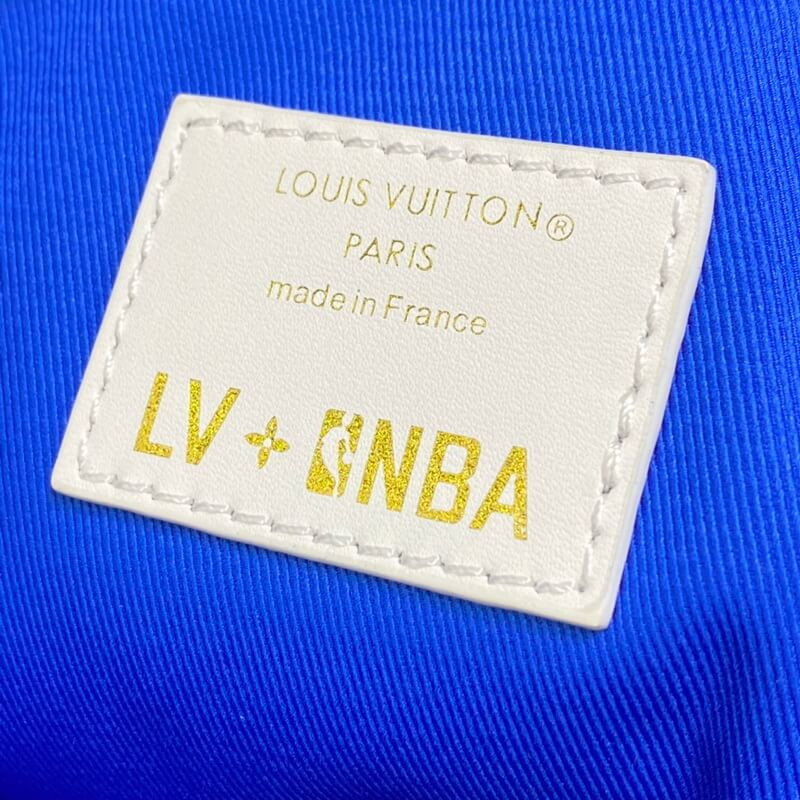 LOUIS VUITTON®
PARIS
made in France
LV + NBA